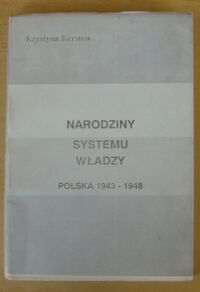 Krystyna Kersten
NARODZINY
SYSTEMU
WŁADZY
POLSKA 1943 - 1948